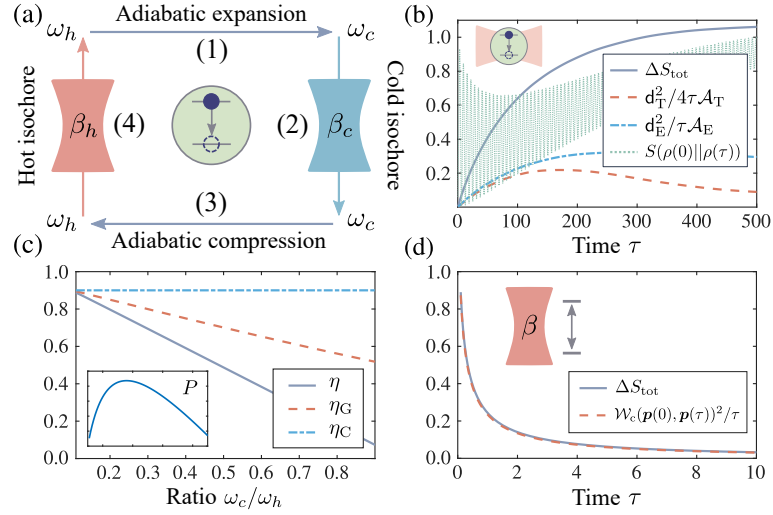 (a)
Adiabatic expansion
ω_h
ω_c
(1)
Hot isochore
β_h
(4)
(2)
β_c
Cold isochore
(3)
ω_h
ω_c
Adiabatic compression
(b)
1.0
0.8
0.6
0.4
0.2
0
100
200
300
400
500
Time τ
ΔS_tot
d_T^2/4τA_T
d_E^2/τA_E
S(ρ(0)||ρ(τ))
(c)
1.0
0.8
0.6
0.4
0.2
0.0
0.2
0.3
0.4
0.5
0.6
0.7
0.8
Ratio ω_c/ω_h
P
η
η_G
η_C
(d)
1.0
0.8
0.6
0.4
0.2
0.0
0
2
4
6
8
10
Time τ
β
ΔS_tot
W_c(p(0), p(τ))^2/τ